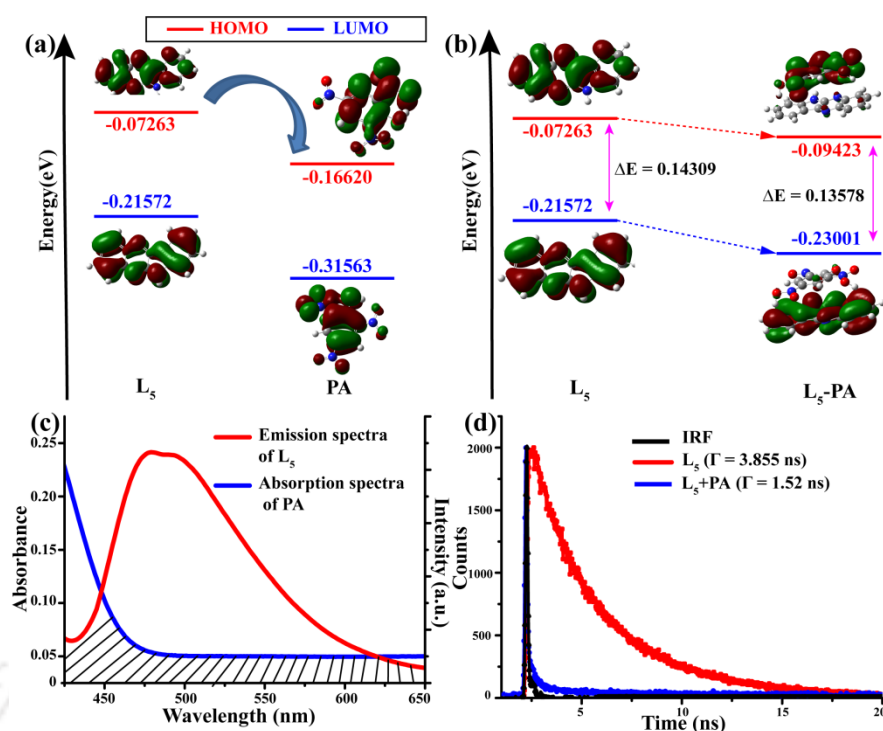 HOMO LUMO
(a)
Energy(eV)
-0.07263
-0.16620
-0.21572
-0.31563
L5 PA
(b)
Energy(eV)
-0.07263
-0.09423
ΔE = 0.14309
ΔE = 0.13578
-0.21572
-0.23001
L5
L5-PA
(c)
Emission spectra
of L5
Absorption spectra
of PA
Absorbance
0.25
0.20
0.15
0.10
0.05
0
450 500 550 600 650
Wavelength (nm)
Intensity (a.u.)
(d)
IRF
L5 (Γ = 3.855 ns)
L5+PA (Γ = 1.52 ns)
Counts
2000
1500
1000
500
0
5 10 15 20
Time (ns)